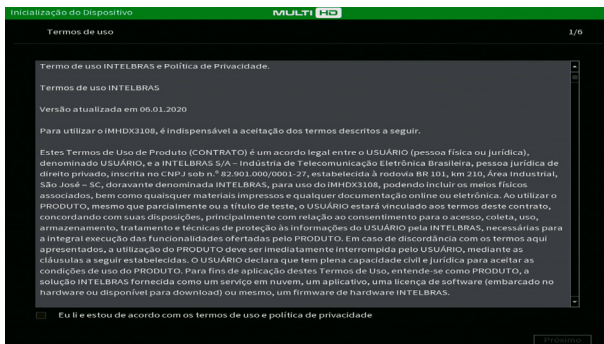 Inicialização do Dispositivo
MULTI HD
Termos de uso
1/6
Termo de uso INTELBRAS e Política de Privacidade.
Termos de uso INTELBRAS
Versão atualizada em 06.01.2020
Para utilizar o iMHDX3108, é indispensável a aceitação dos termos descritos a seguir.
Estes Termos de Uso de Produto (CONTRATO) é um acordo legal entre o USUÁRIO (pessoa física ou jurídica),
denominado USUÁRIO, e a INTELBRAS S/A – Indústria de Telecomunicação Eletrônica Brasileira, pessoa jurídica de
direito privado, inscrita no CNPJ sob n.º 82.901.000/0001-27, estabelecida à rodovia BR 101, km 210, Área Industrial,
São José – SC, doravante denominada INTELBRAS, para uso do iMHDX3108, podendo incluir os meios físicos
associados, bem como quaisquer materiais impressos e qualquer documentação online ou eletrônica. Ao utilizar o
PRODUTO, mesmo que parcialmente ou a título de teste, o USUÁRIO estará vinculado aos termos deste contrato,
concordando com suas disposições, principalmente com relação ao consentimento para o acesso, coleta, uso,
armazenamento, tratamento e técnicas de proteção às informações do USUÁRIO pela INTELBRAS, necessárias para
a integral execução das funcionalidades ofertadas pelo PRODUTO. Em caso de discordância com os termos aqui
apresentados, a utilização do PRODUTO deve ser imediatamente interrompida pelo USUÁRIO, mediante as
cláusulas a seguir estabelecidas. O USUÁRIO declara que tem plena capacidade civil e jurídica para aceitar as
condições de uso do PRODUTO. Para fins de aplicação destes Termos de Uso, entende-se como PRODUTO, a
solução INTELBRAS fornecida como um serviço em nuvem, um aplicativo, uma licença de software (embarcado no
hardware ou disponível para download) ou mesmo, um firmware de hardware INTELBRAS.
Eu li e estou de acordo com os termos de uso e política de privacidade
Próximo